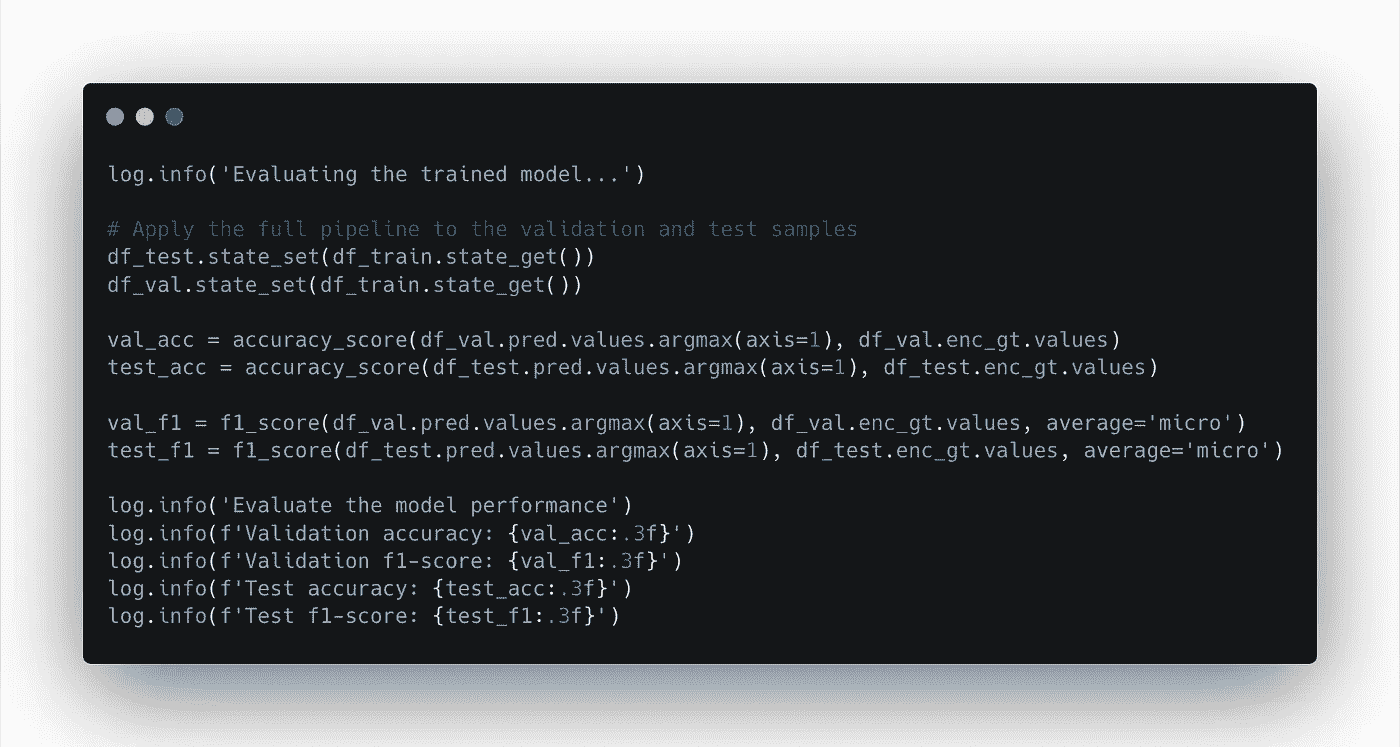 log.info('Evaluating the trained model...')
# Apply the full pipeline to the validation and test samples
df_test.state_set(df_train.state_get())
df_val.state_set(df_train.state_get())
val_acc = accuracy_score(df_val.pred.values.argmax(axis=1), df_val.enc_gt.values)
test_acc = accuracy_score(df_test.pred.values.argmax(axis=1), df_test.enc_gt.values)
val_f1 = f1_score(df_val.pred.values.argmax(axis=1), df_val.enc_gt.values, average='micro')
test_f1 = f1_score(df_test.pred.values.argmax(axis=1), df_test.enc_gt.values, average='micro')
log.info('Evaluate the model performance')
log.info(f'Validation accuracy: {val_acc:.3f}')
log.info(f'Validation f1-score: {val_f1:.3f}')
log.info(f'Test accuracy: {test_acc:.3f}')
log.info(f'Test f1-score: {test_f1:.3f}')